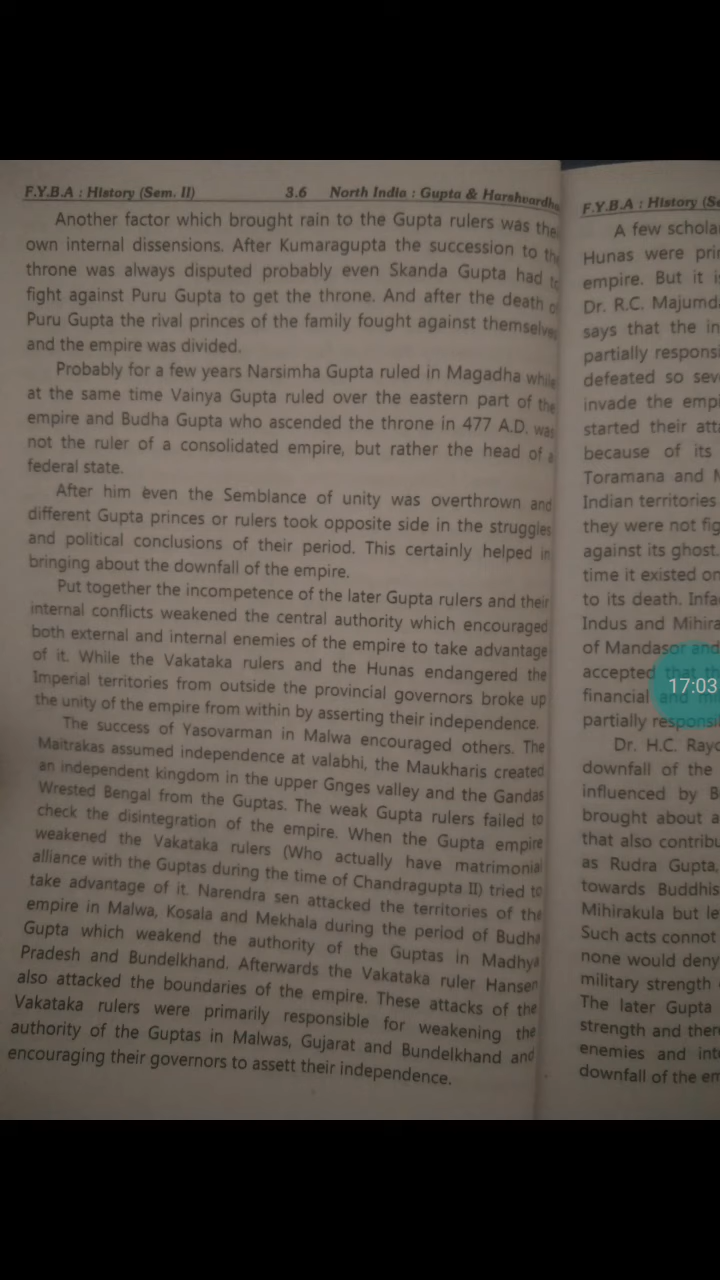 F.Y.B.A : History (Sem. II) 3.6 North India : Gupta & Harshvardha
Another factor which brought rain to the Gupta rulers was the
own internal dissensions. After Kumaragupta the succession to the
throne was always disputed probably even Skanda Gupta had to
fight against Puru Gupta to get the throne. And after the death of
Puru Gupta the rival princes of the family fought against themselves
and the empire was divided.
Probably for a few years Narsimha Gupta ruled in Magadha while
at the same time Vainya Gupta ruled over the eastern part of the
empire and Budha Gupta who ascended the throne in 477 A.D. was
not the ruler of a consolidated empire, but rather the head of a
federal state.
After him even the Semblance of unity was overthrown and
different Gupta princes or rulers took opposite side in the struggles
and political conclusions of their period. This certainly helped in
bringing about the downfall of the empire.
Put together the incompetence of the later Gupta rulers and their
internal conflicts weakened the central authority which encouraged
both external and internal enemies of the empire to take advantage
of it. While the Vakataka rulers and the Hunas endangered the
Imperial territories from outside the provincial governors broke up
the unity of the empire from within by asserting their independence.
The success of Yasovarman in Malwa encouraged others. The
Maitrakas assumed independence at valabhi, the Maukharis created
an independent kingdom in the upper Gnges valley and the Gandas
Wrested Bengal from the Guptas. The weak Gupta rulers failed to
check the disintegration of the empire. When the Gupta empire
weakened the Vakataka rulers (Who actually have matrimonial
alliance with the Guptas during the time of Chandragupta II) tried to
take advantage of it. Narendra sen attacked the territories of the
empire in Malwa, Kosala and Mekhala during the period of Budha
Gupta which weakend the authority of the Guptas in Madhya
Pradesh and Bundelkhand. Afterwards the Vakataka ruler Hansen
also attacked the boundaries of the empire. These attacks of the
Vakataka rulers were primarily responsible for weakening the
authority of the Guptas in Malwas, Gujarat and Bundelkhand and
encouraging their governors to assett their independence.
F.Y.B.A : History (Se
A few schola
Hunas were prin
empire. But it is
Dr. R.C. Majumda
says that the in
partially responsi
defeated so seve
invade the empi
started their atta
because of its
Toramana and M
Indian territories
they were not fig
against its ghost.
time it existed on
to its death. Infa
Indus and Mihira
of Mandasor and
accepted that th
financial and mi
partially responsi
Dr. H.C. Rayc
downfall of the
influenced by B
brought about a
that also contribu
as Rudra Gupta,
towards Buddhis
Mihirakula but le
Such acts connot
none would deny
military strength
The later Gupta
strength and ther
enemies and inte
downfall of the em
17:03